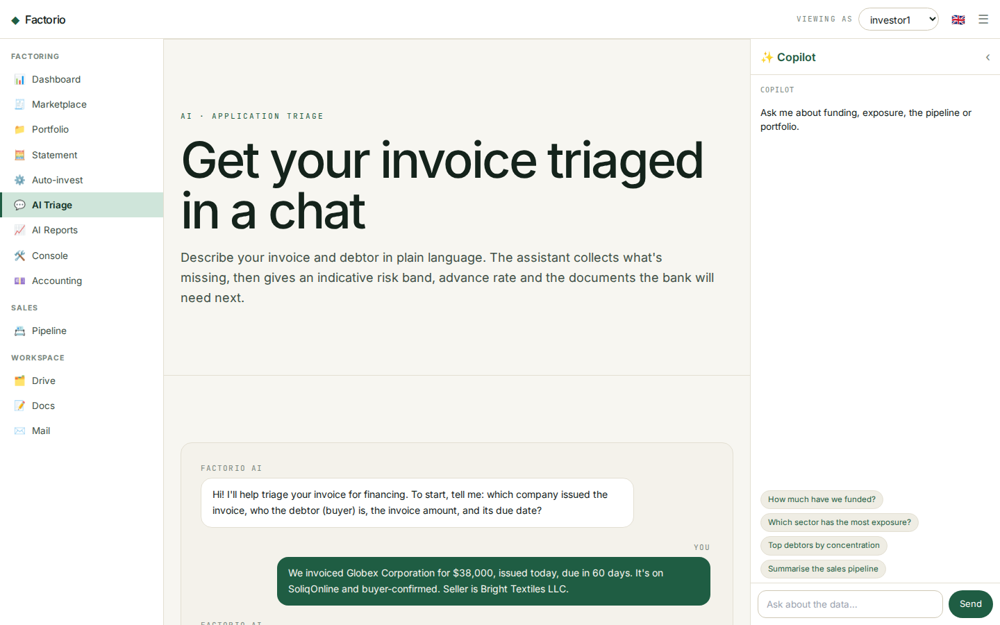 Factorio
VIEWING AS
investor1
FACTORING
Dashboard
Marketplace
Portfolio
Statement
Auto-invest
AI Triage
AI Reports
Console
Accounting
SALES
Pipeline
WORKSPACE
Drive
Docs
Mail
AI · APPLICATION TRIAGE
Get your invoice triaged
in a chat
Describe your invoice and debtor in plain language. The assistant collects what's
missing, then gives an indicative risk band, advance rate and the documents the bank will
need next.
FACTORIO AI
Hi! I'll help triage your invoice for financing. To start, tell me: which company issued the
invoice, who the debtor (buyer) is, the invoice amount, and its due date?
YOU
We invoiced Globex Corporation for $38,000, issued today, due in 60 days. It's on
SoliqOnline and buyer-confirmed. Seller is Bright Textiles LLC.
FACTORIO AI
✨ Copilot
COPILOT
Ask me about funding, exposure, the pipeline or
portfolio.
How much have we funded?
Which sector has the most exposure?
Top debtors by concentration
Summarise the sales pipeline
Ask about the data...
Send